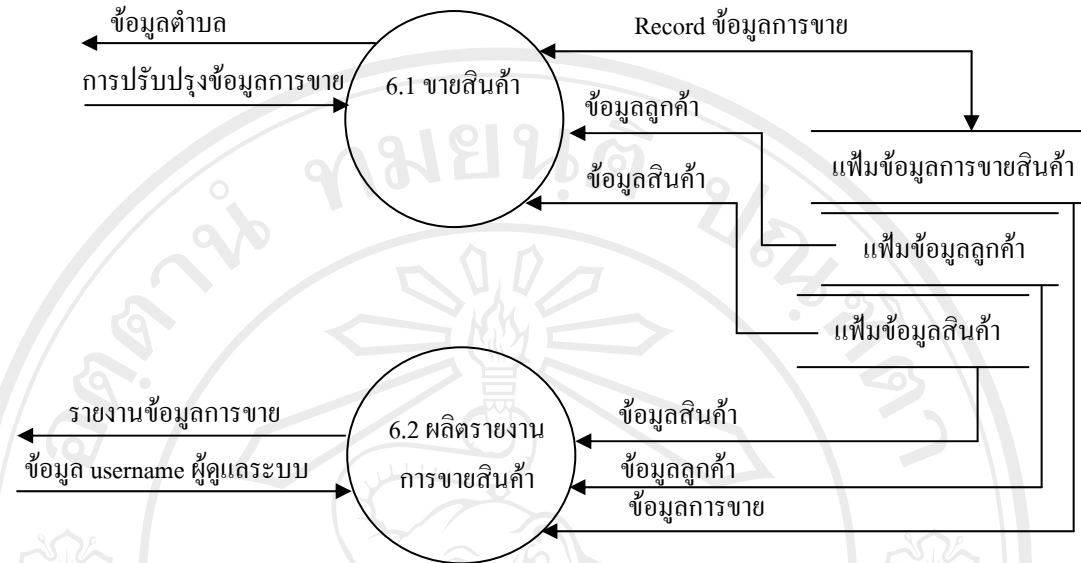 ข้อมูลตำบล
Record ข้อมูลการขาย
การปรับปรุงข้อมูลการขาย
6.1 ขายสินค้า
ข้อมูลลูกค้า
ข้อมูลสินค้า
แฟ้มข้อมูลการขายสินค้า
แฟ้มข้อมูลลูกค้า
แฟ้มข้อมูลสินค้า
รายงานข้อมูลการขาย
ข้อมูล username ผู้ดูแลระบบ
6.2 ผลิตรายงาน
การขายสินค้า
ข้อมูลสินค้า
ข้อมูลลูกค้า
ข้อมูลการขาย